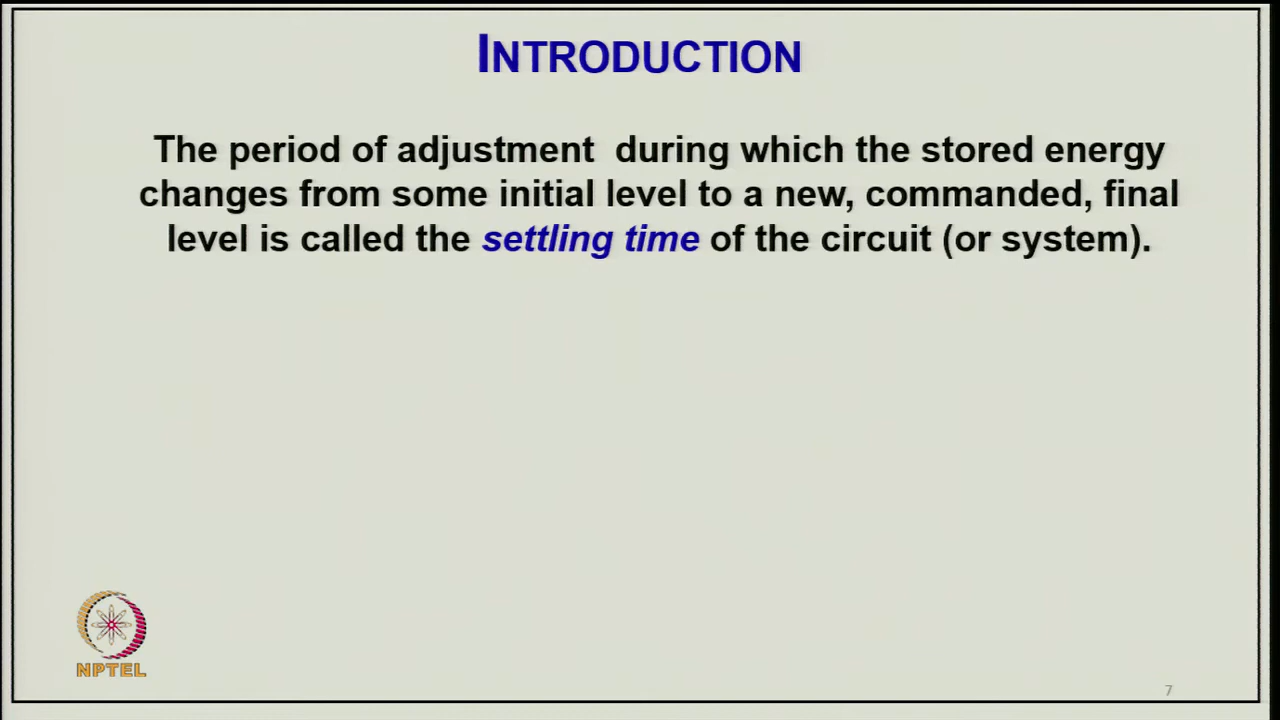 INTRODUCTION
The period of adjustment during which the stored energy
changes from some initial level to a new, commanded, final
level is called the settling time of the circuit (or system).
NPTEL
7